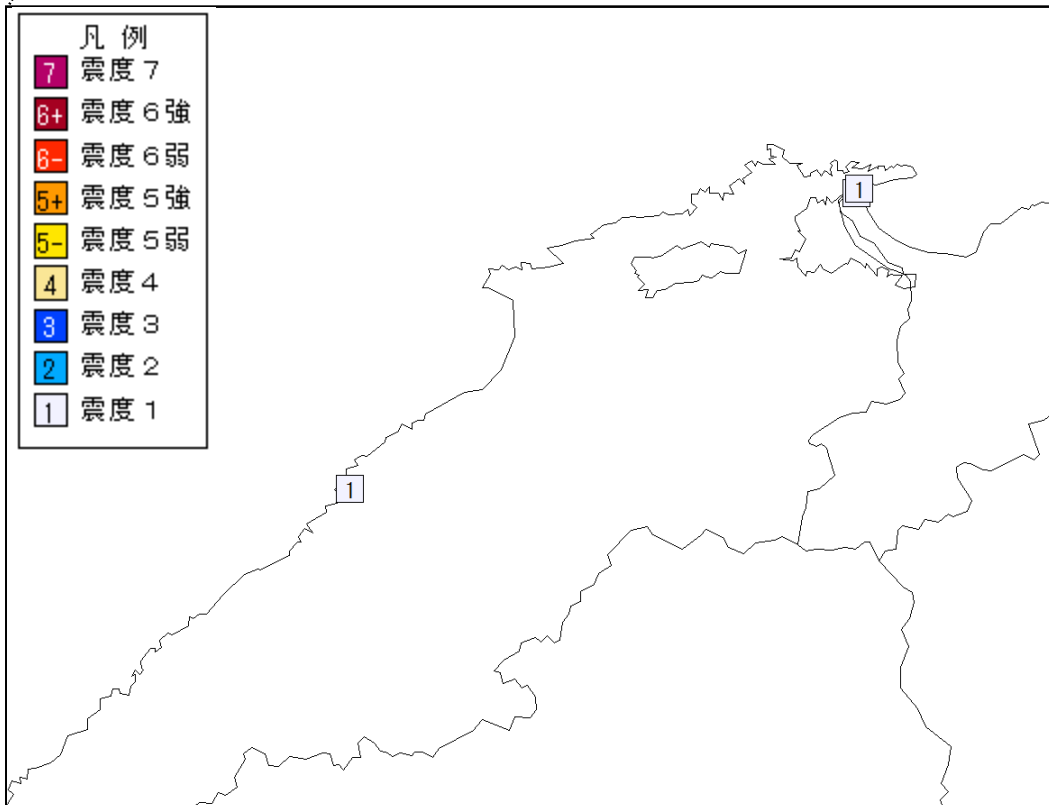 凡 例
7 震度７
6+ 震度６強
6- 震度６弱
5+ 震度５強
5- 震度５弱
4 震度４
3 震度３
2 震度２
1 震度１
1
1